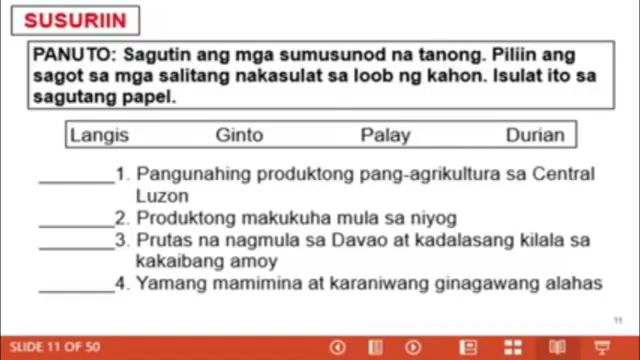 SUSURIIN
PANUTO: Sagutin ang mga sumusunod na tanong. Piliin ang
sagot sa mga salitang nakasulat sa loob ng kahon. Isulat ito sa
sagutang papel.
Langis Ginto Palay Durian
________1. Pangunahing produktong pang-agrikultura sa Central
Luzon
________2. Produktong makukuha mula sa niyog
________3. Prutas na nagmula sa Davao at kadalasang kilala sa
kakaibang amoy
________4. Yamang mamimina at karaniwang ginagawang alahas
11
SLIDE 11 OF 50